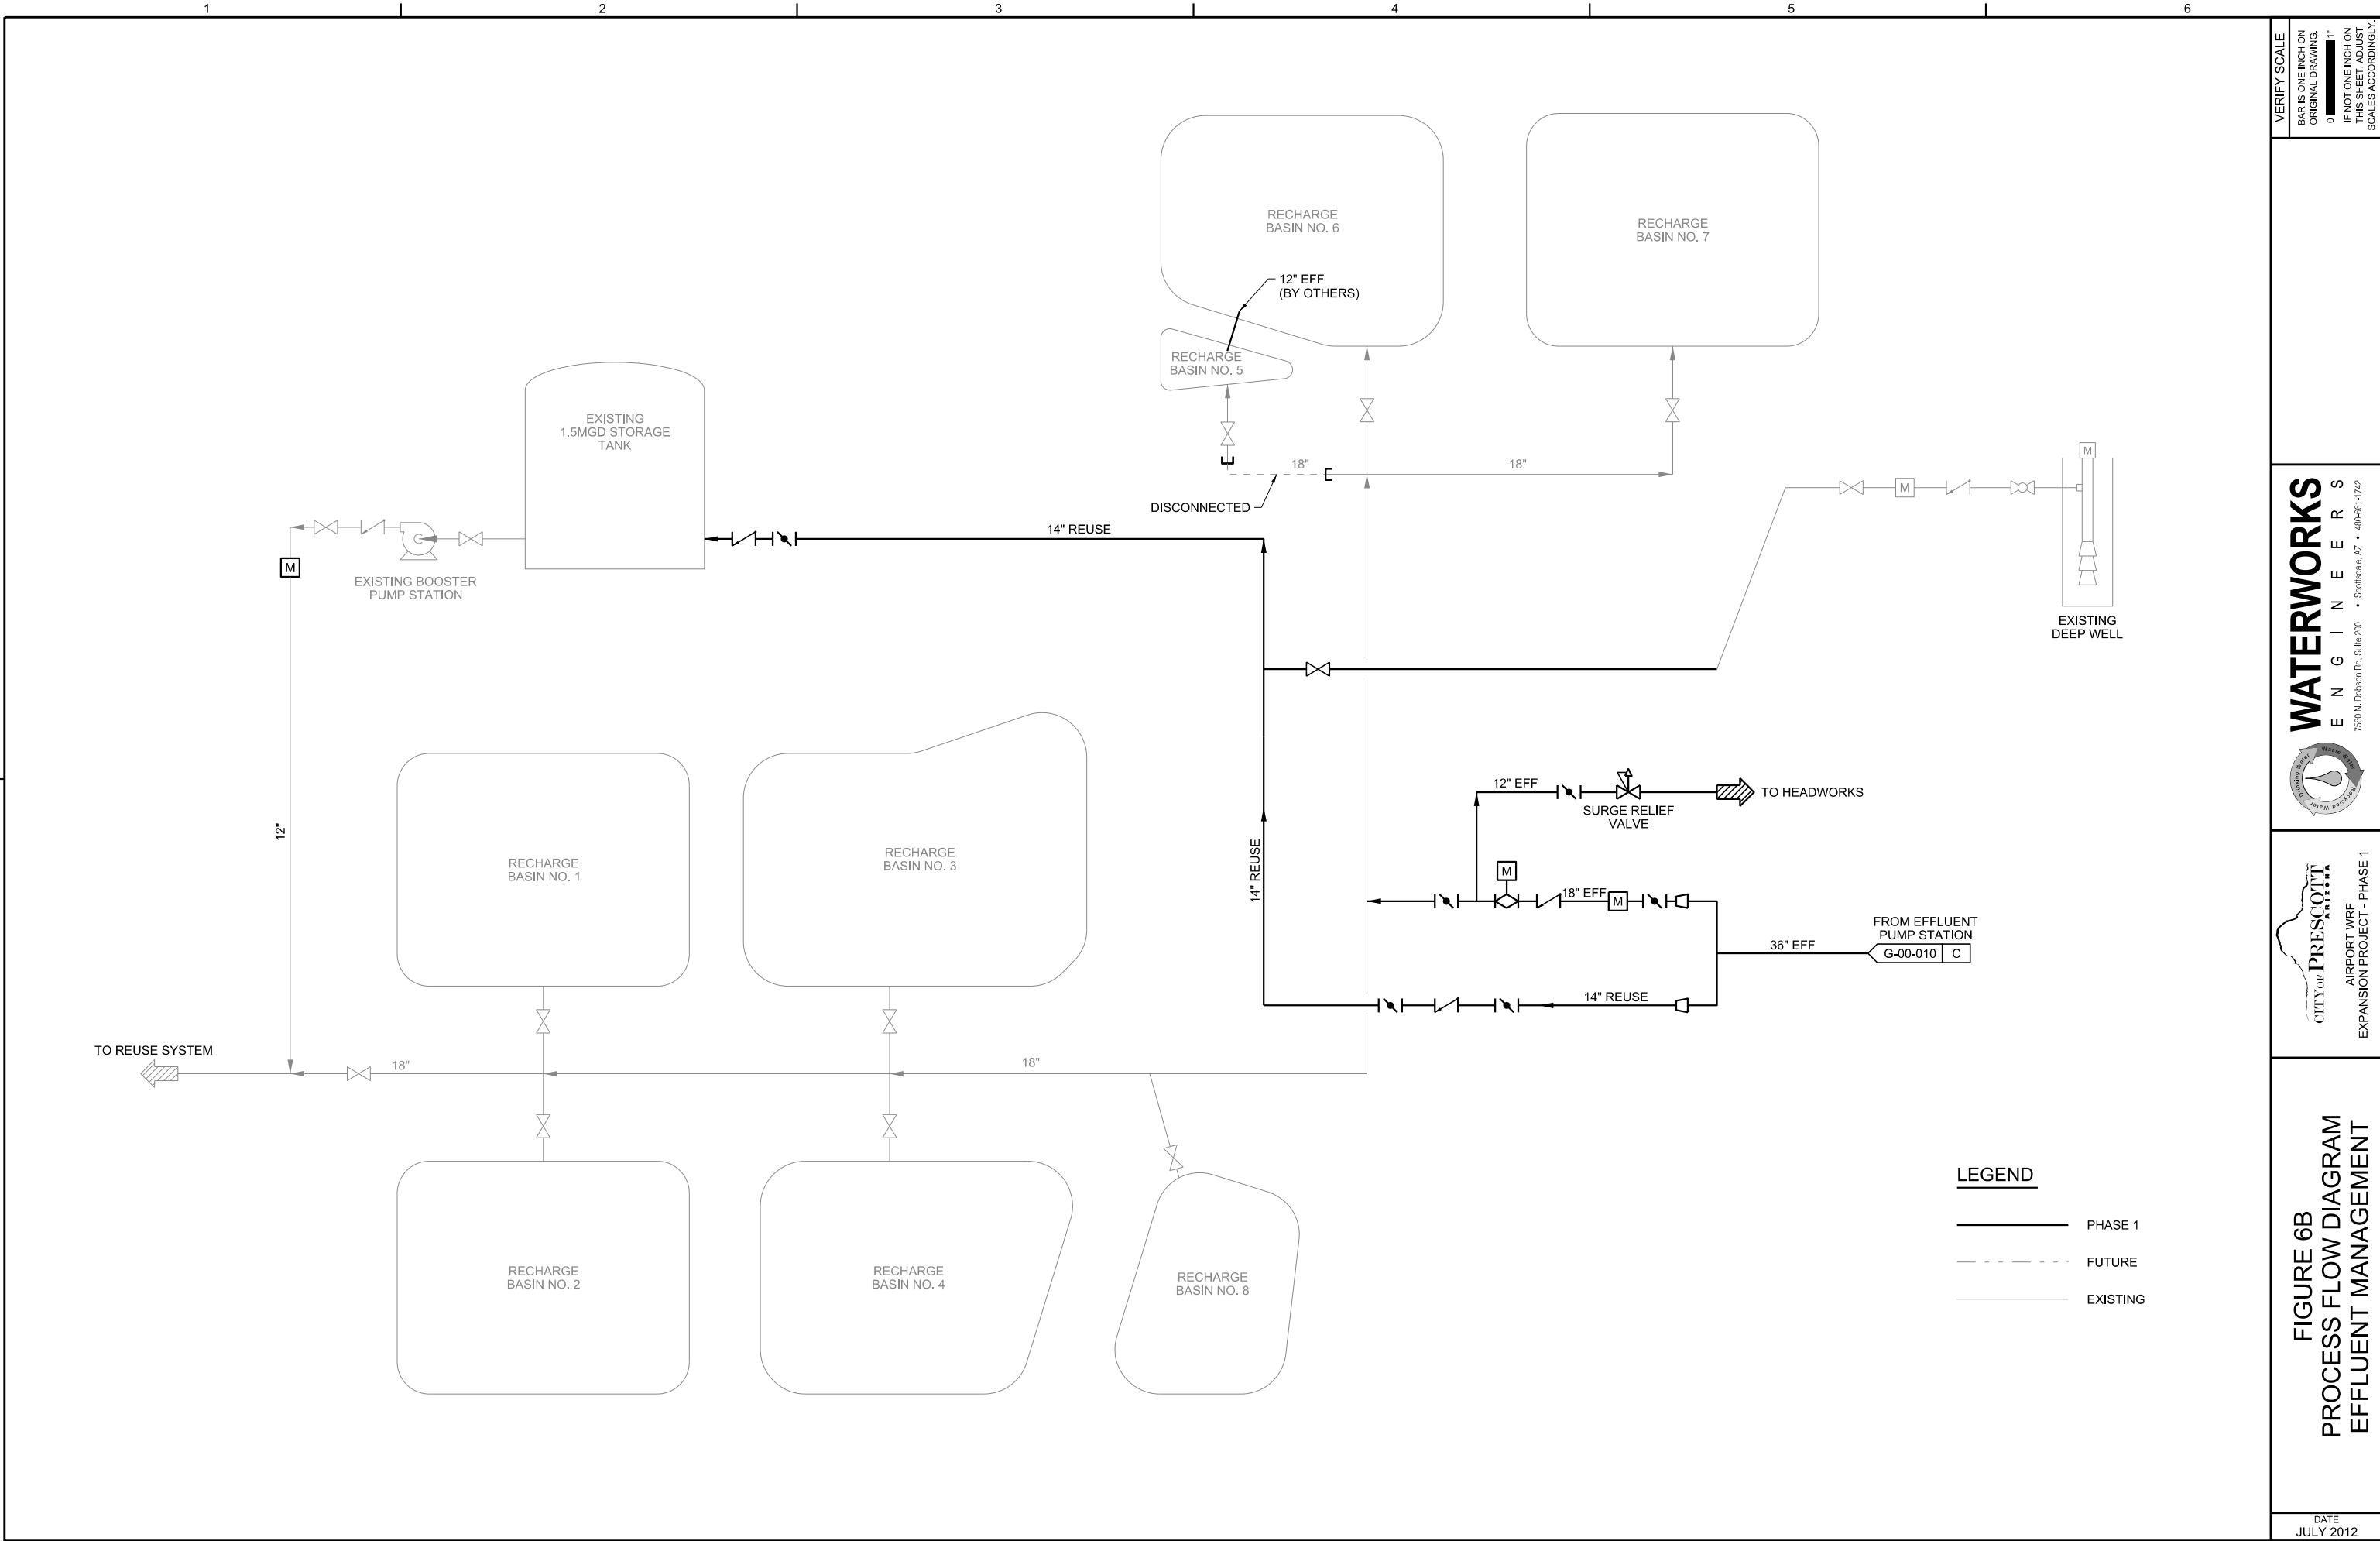 1
2
3
4
5
6
VERIFY SCALE
BAR IS ONE INCH ON
ORIGINAL DRAWING.
0
1"
IF NOT ONE INCH ON
THIS SHEET, ADJUST
SCALES ACCORDINGLY.
RECHARGE
BASIN NO. 6
RECHARGE
BASIN NO. 7
12" EFF
(BY OTHERS)
RECHARGE
BASIN NO. 5
EXISTING
1.5MGD STORAGE
TANK
18"
18"
DISCONNECTED
M
M
EXISTING
DEEP WELL
14" REUSE
M
EXISTING BOOSTER
PUMP STATION
12"
RECHARGE
BASIN NO. 1
RECHARGE
BASIN NO. 3
14" REUSE
12" EFF
SURGE RELIEF
VALVE
TO HEADWORKS
M
18" EFF
M
FROM EFFLUENT
PUMP STATION
G-00-010
C
36" EFF
14" REUSE
TO REUSE SYSTEM
18"
18"
RECHARGE
BASIN NO. 2
RECHARGE
BASIN NO. 4
RECHARGE
BASIN NO. 8
LEGEND
PHASE 1
FUTURE
EXISTING
WATERWORKS
ENGINEERS
7580 N. Dobson Rd, Suite 200 • Scottsdale, AZ • 480-661-1742
Drinking Water
Waste Water
Recycled Water
CITY OF PRESCOTT
ARIZONA
AIRPORT WRF
EXPANSION PROJECT - PHASE 1
FIGURE 6B
PROCESS FLOW DIAGRAM
EFFLUENT MANAGEMENT
DATE
JULY 2012